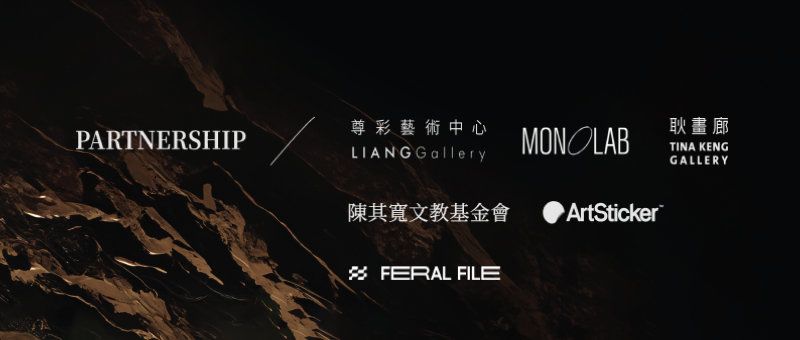 PARTNERSHIP
尊彩藝術中心
LIANG Gallery
MONOLAB
耿畫廊
TINA KENG
GALLERY
陳其寬文教基金會
ArtSticker™
FERAL FILE